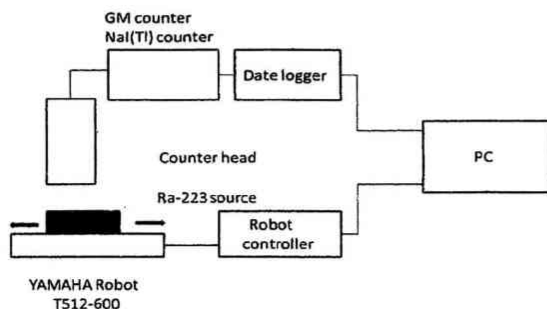 GM counter
NaI(Tl) counter
Date logger
Counter head
PC
Ra-223 source
Robot
controller
YAMAHA Robot
T512-600